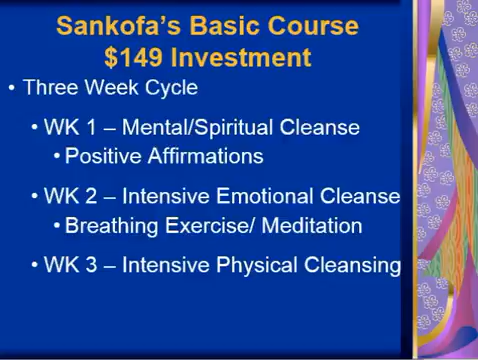 Sankofa's Basic Course
$149 Investment
• Three Week Cycle
• WK 1 – Mental/Spiritual Cleanse
• Positive Affirmations
• WK 2 – Intensive Emotional Cleanse
• Breathing Exercise/ Meditation
• WK 3 – Intensive Physical Cleansing